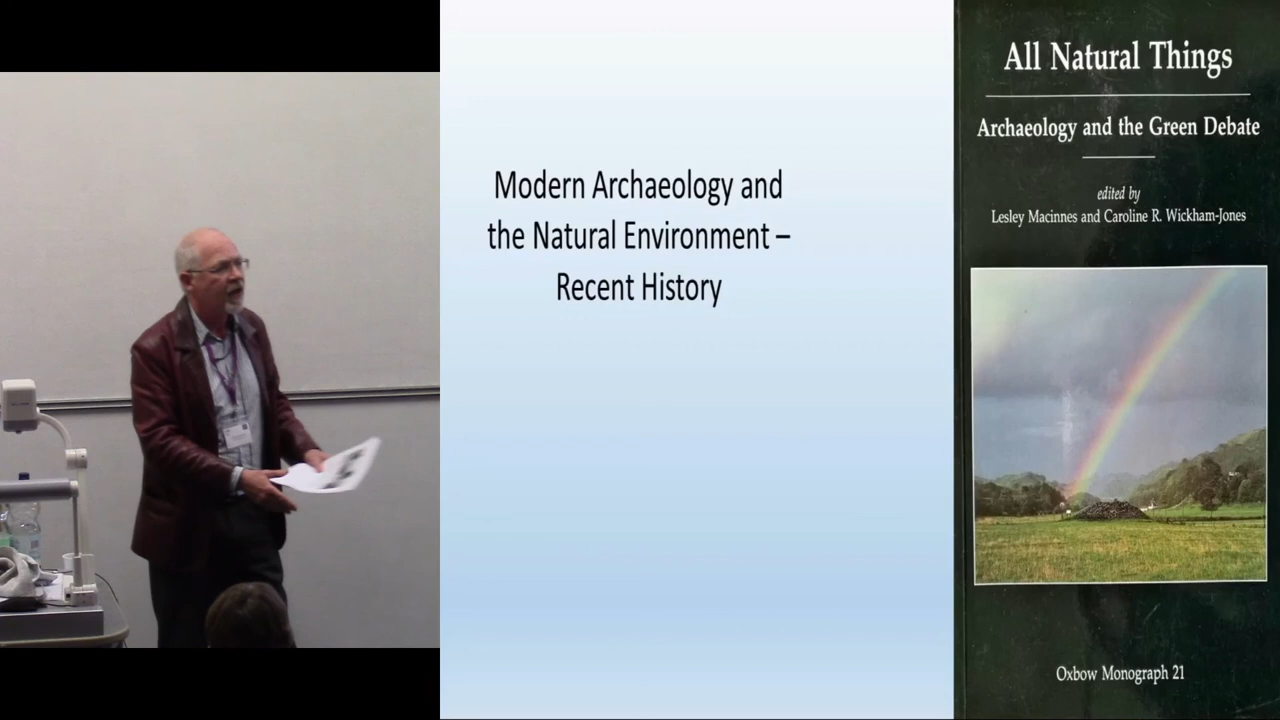 Modern Archaeology and
the Natural Environment –
Recent History
All Natural Things
Archaeology and the Green Debate
edited by
Lesley Macinnes and Caroline R. Wickham-Jones
Oxbow Monograph 21